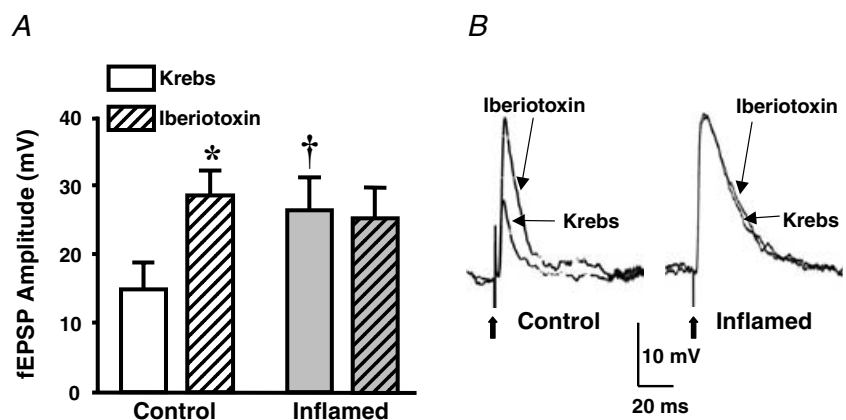 A
Krebs
Iberiotoxin
fEPSP Amplitude (mV)
40
30
20
10
0
*
†
Control
Inflamed
B
Iberiotoxin
Krebs
Control
Iberiotoxin
Krebs
Inflamed
10 mV
20 ms